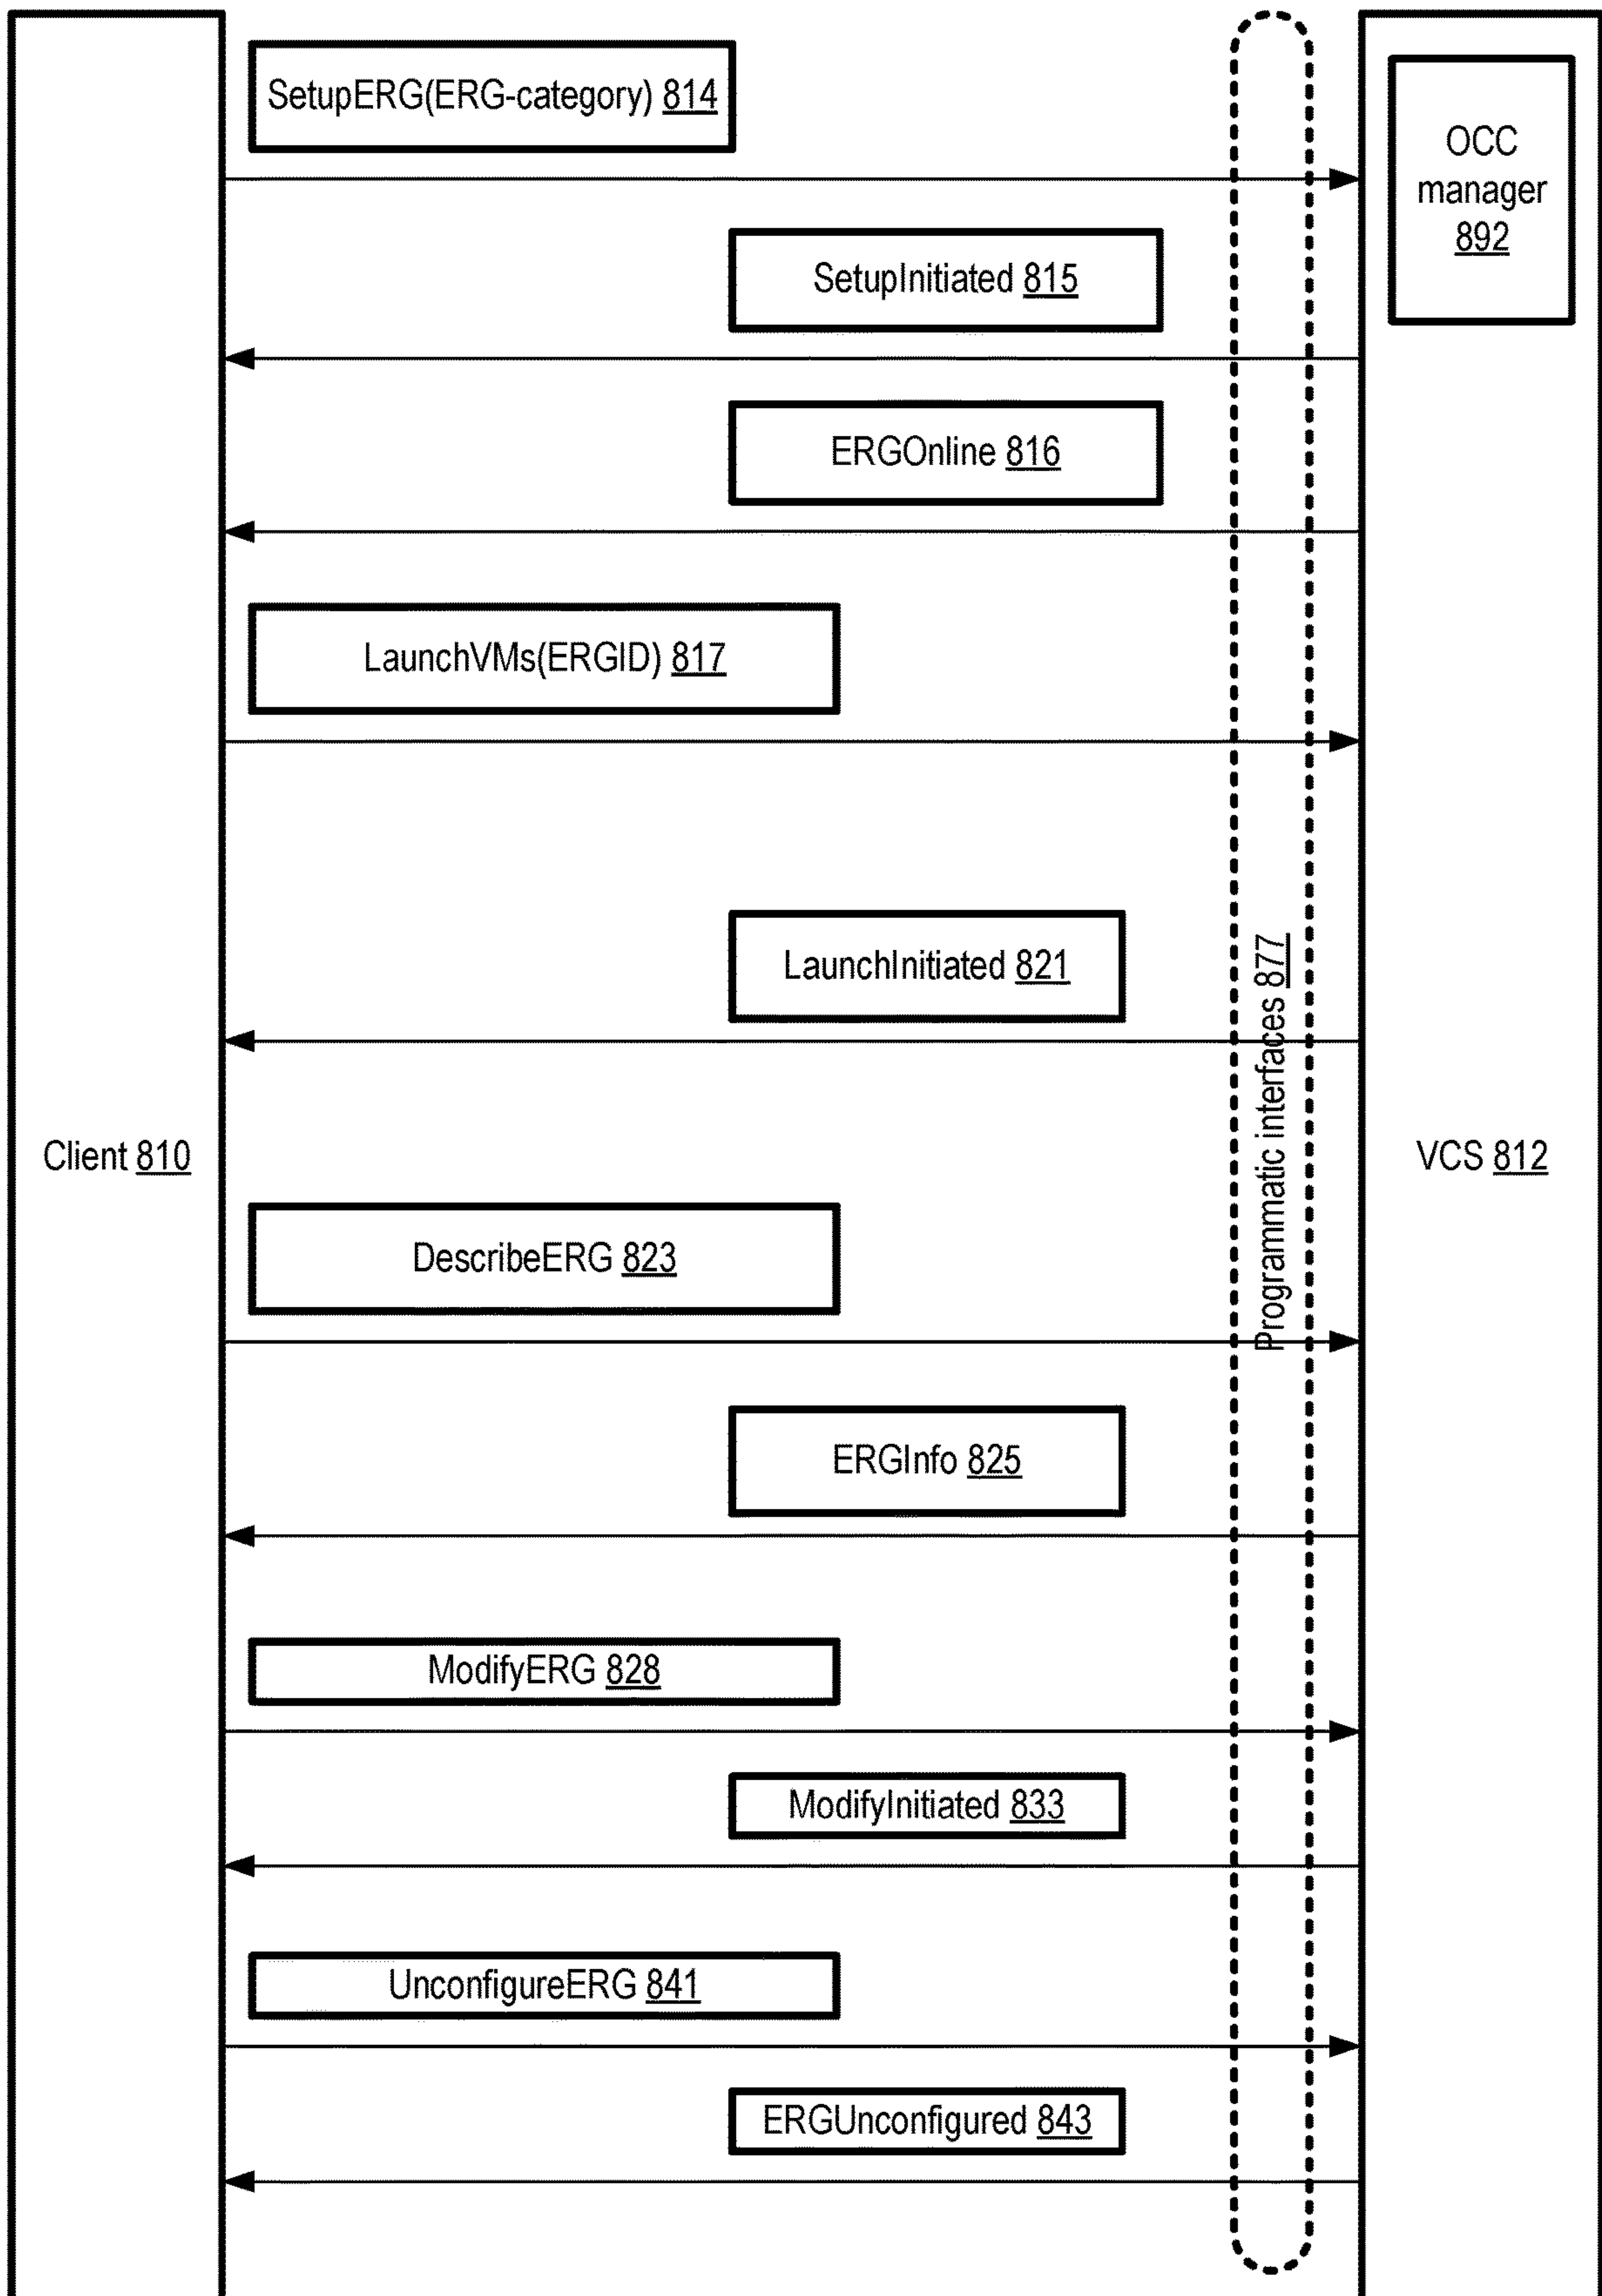 SetupERG(ERG-category) 814
OCC
manager
892
SetupInitiated 815
ERGOnline 816
LaunchVMs(ERGID) 817
LaunchInitiated 821
Programmatic interfaces 877
Client 810
VCS 812
DescribeERG 823
ERGInfo 825
ModifyERG 828
ModifyInitiated 833
UnconfigureERG 841
ERGUnconfigured 843